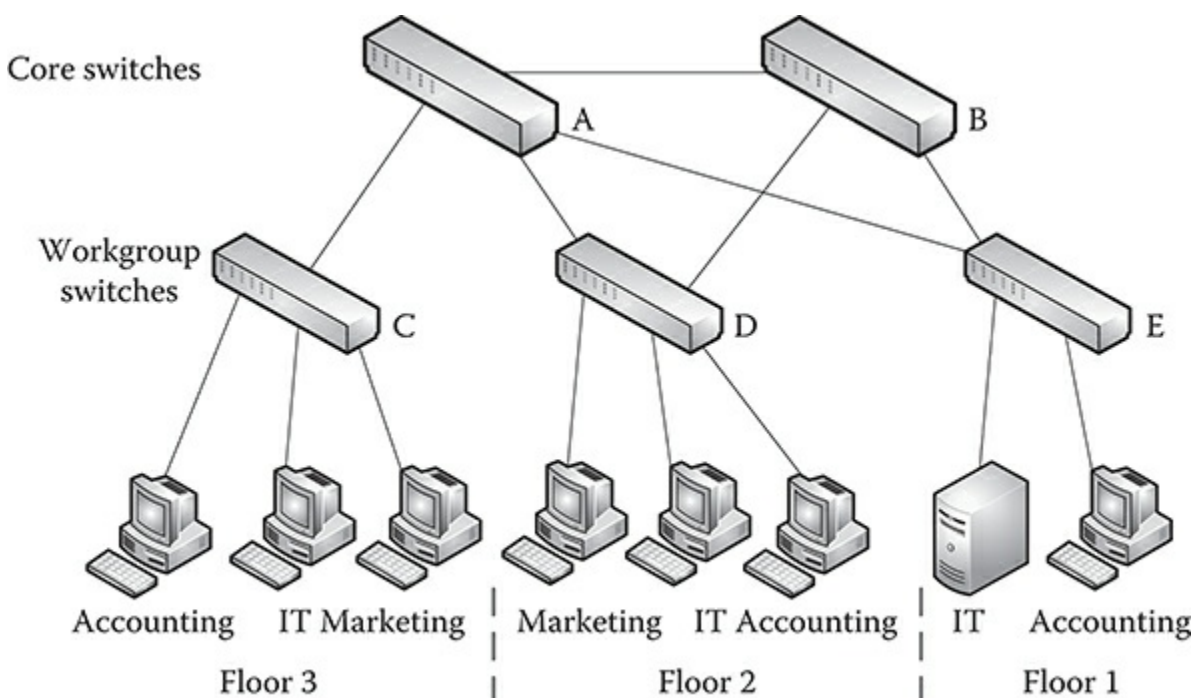 Core switches
A
B
Workgroup
switches
C
D
E
Accounting
IT Marketing
Marketing
IT Accounting
IT
Accounting
Floor 3
Floor 2
Floor 1